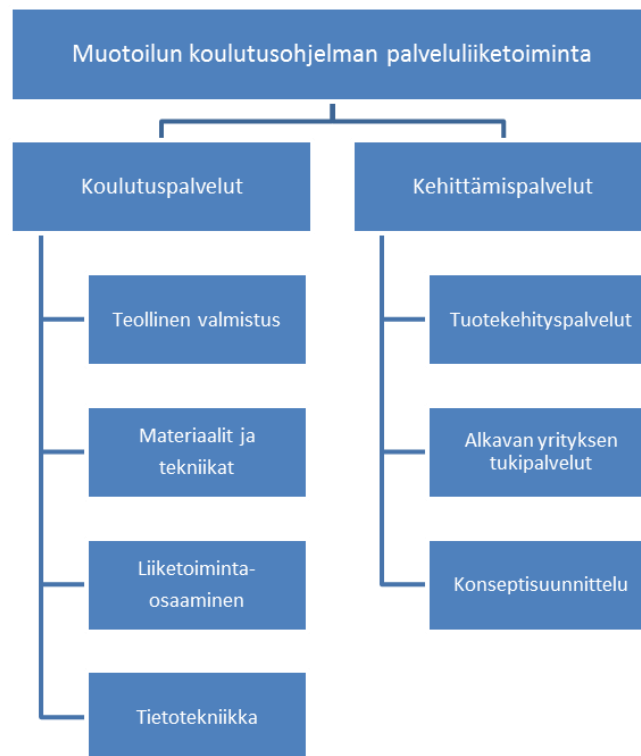 Muotoilun koulutusohjelman palveluliiketoiminta
Koulutuspalvelut
Teollinen valmistus
Materiaalit ja
tekniikat
Liiketoiminta-
osaaminen
Tietotekniikka
Kehittämispalvelut
Tuotekehityspalvelut
Alkavan yrityksen
tukipalvelut
Konseptisuunnittelu